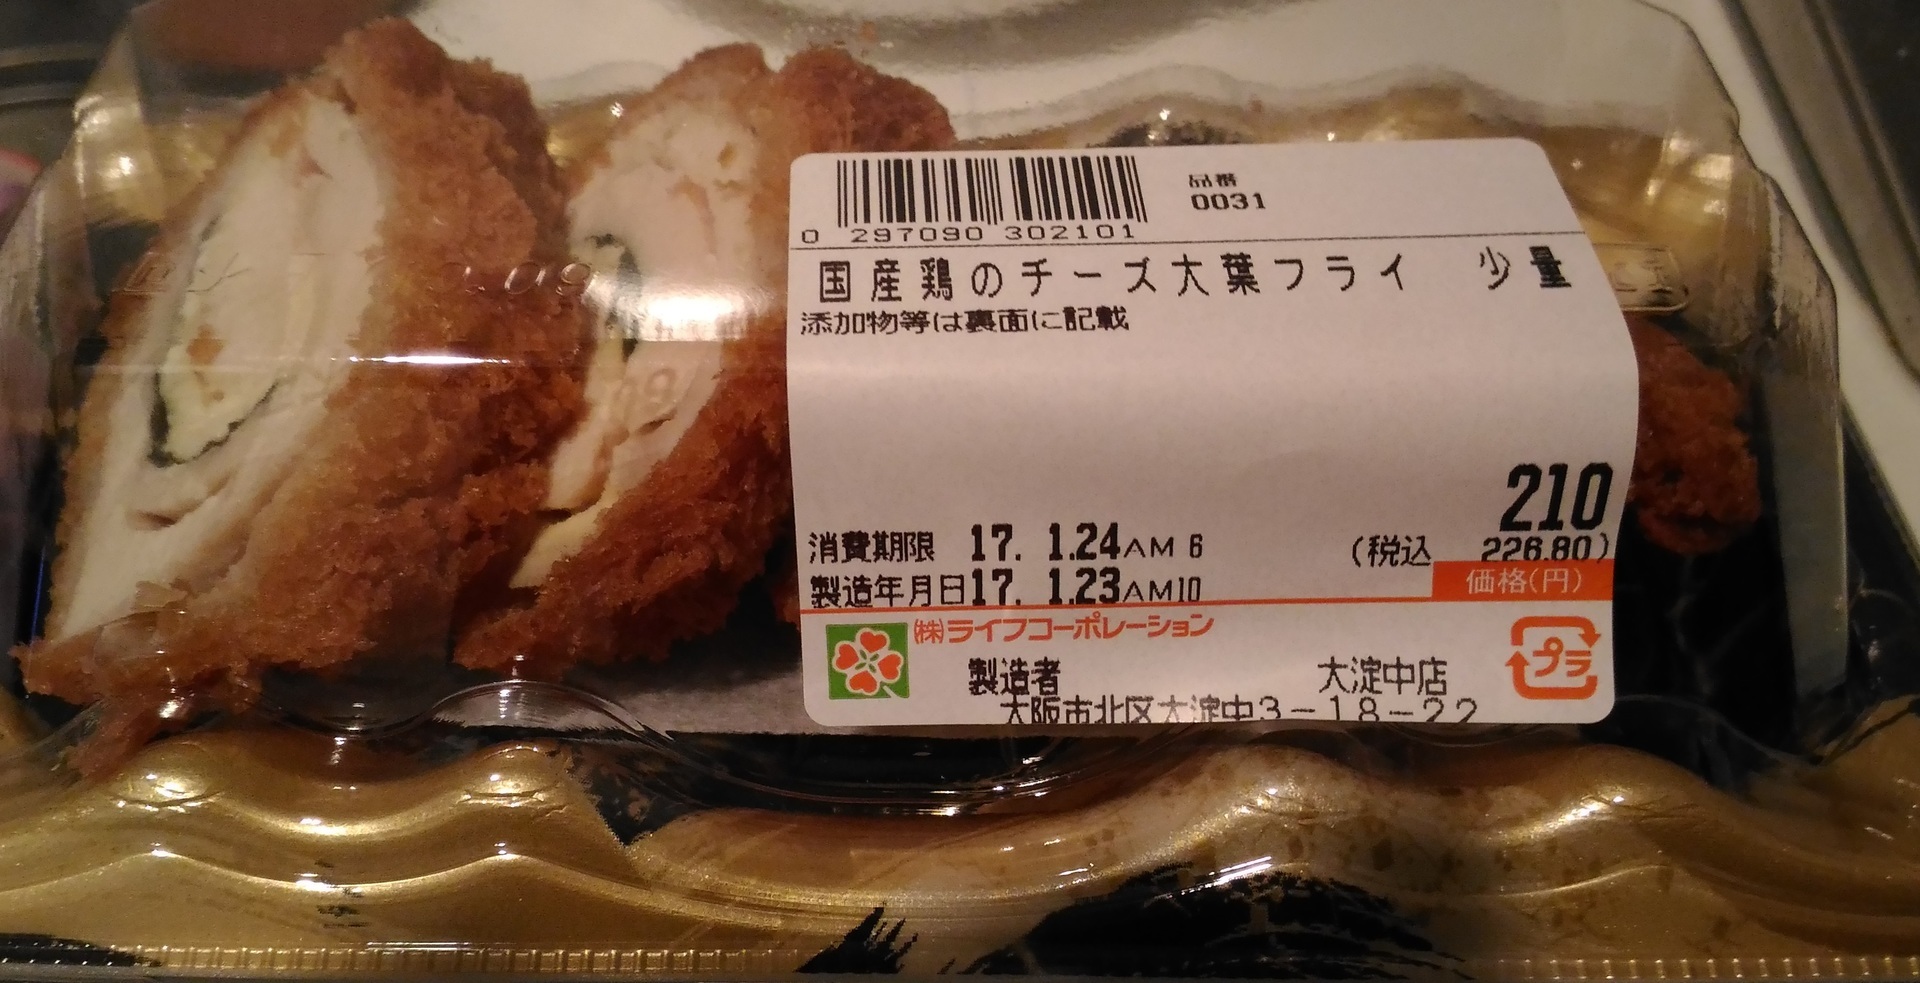 品番
0031
0 297090 302101
国産鶏のチーズ大葉フライ 少量
添加物等は裏面に記載
210
消費期限 17. 1.24AM 6 (税込 226.80)
製造年月日17. 1.23AM10 価格(円)
(株)ライフコーポレーション
製造者 大淀中店
プラ
大阪市北区大淀中3-18-22